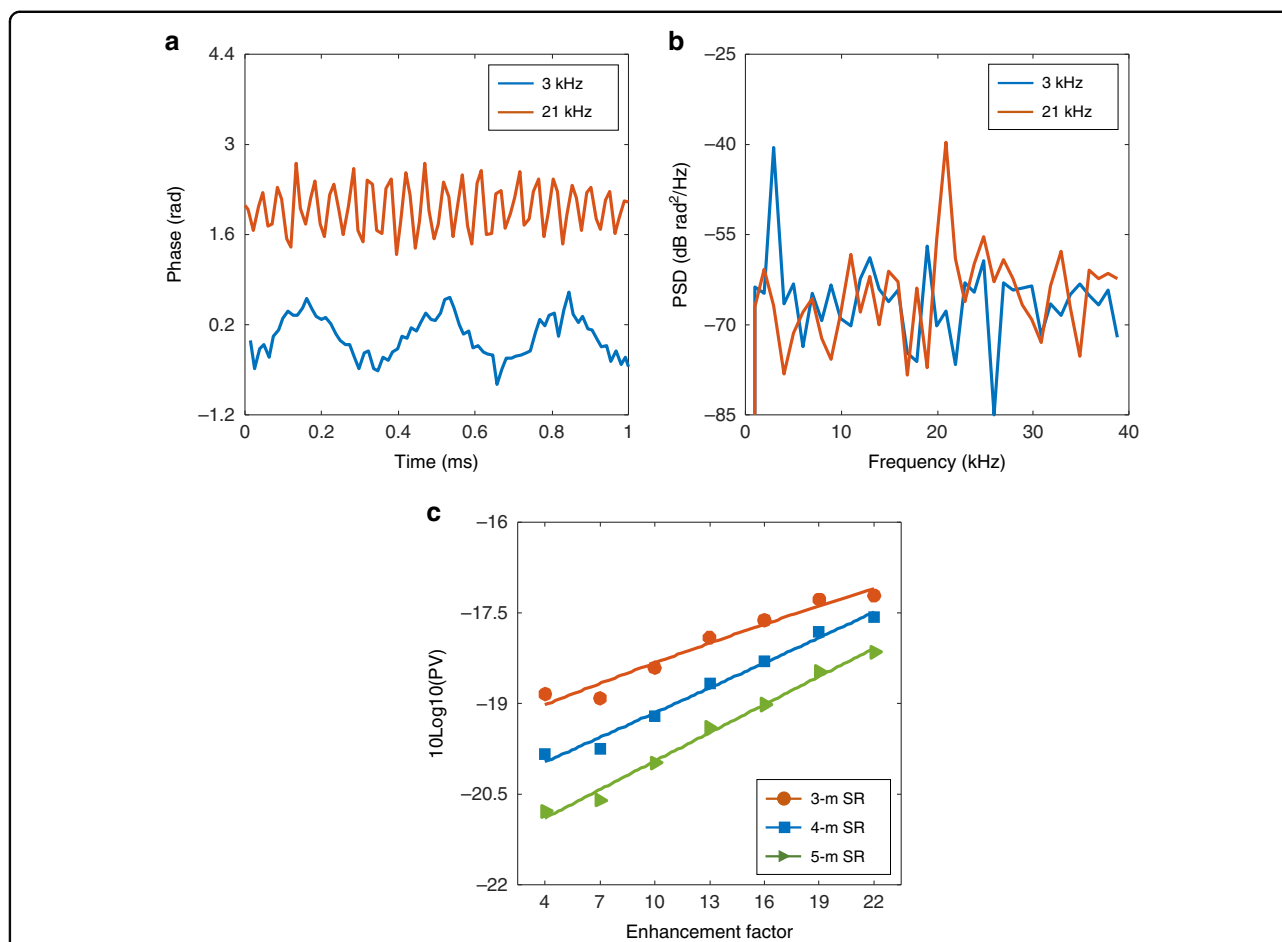 a
4.4
3
1.6
0.2
−1.2
Phase (rad)
3 kHz
21 kHz
0
0.2
0.4
0.6
0.8
1
Time (ms)
b
−25
−40
−55
−70
−85
PSD (dB rad²/Hz)
3 kHz
21 kHz
0
10
20
30
40
Frequency (kHz)
c
−16
−17.5
−19
−20.5
−22
10Log10(PV)
3-m SR
4-m SR
5-m SR
4
7
10
13
16
19
22
Enhancement factor